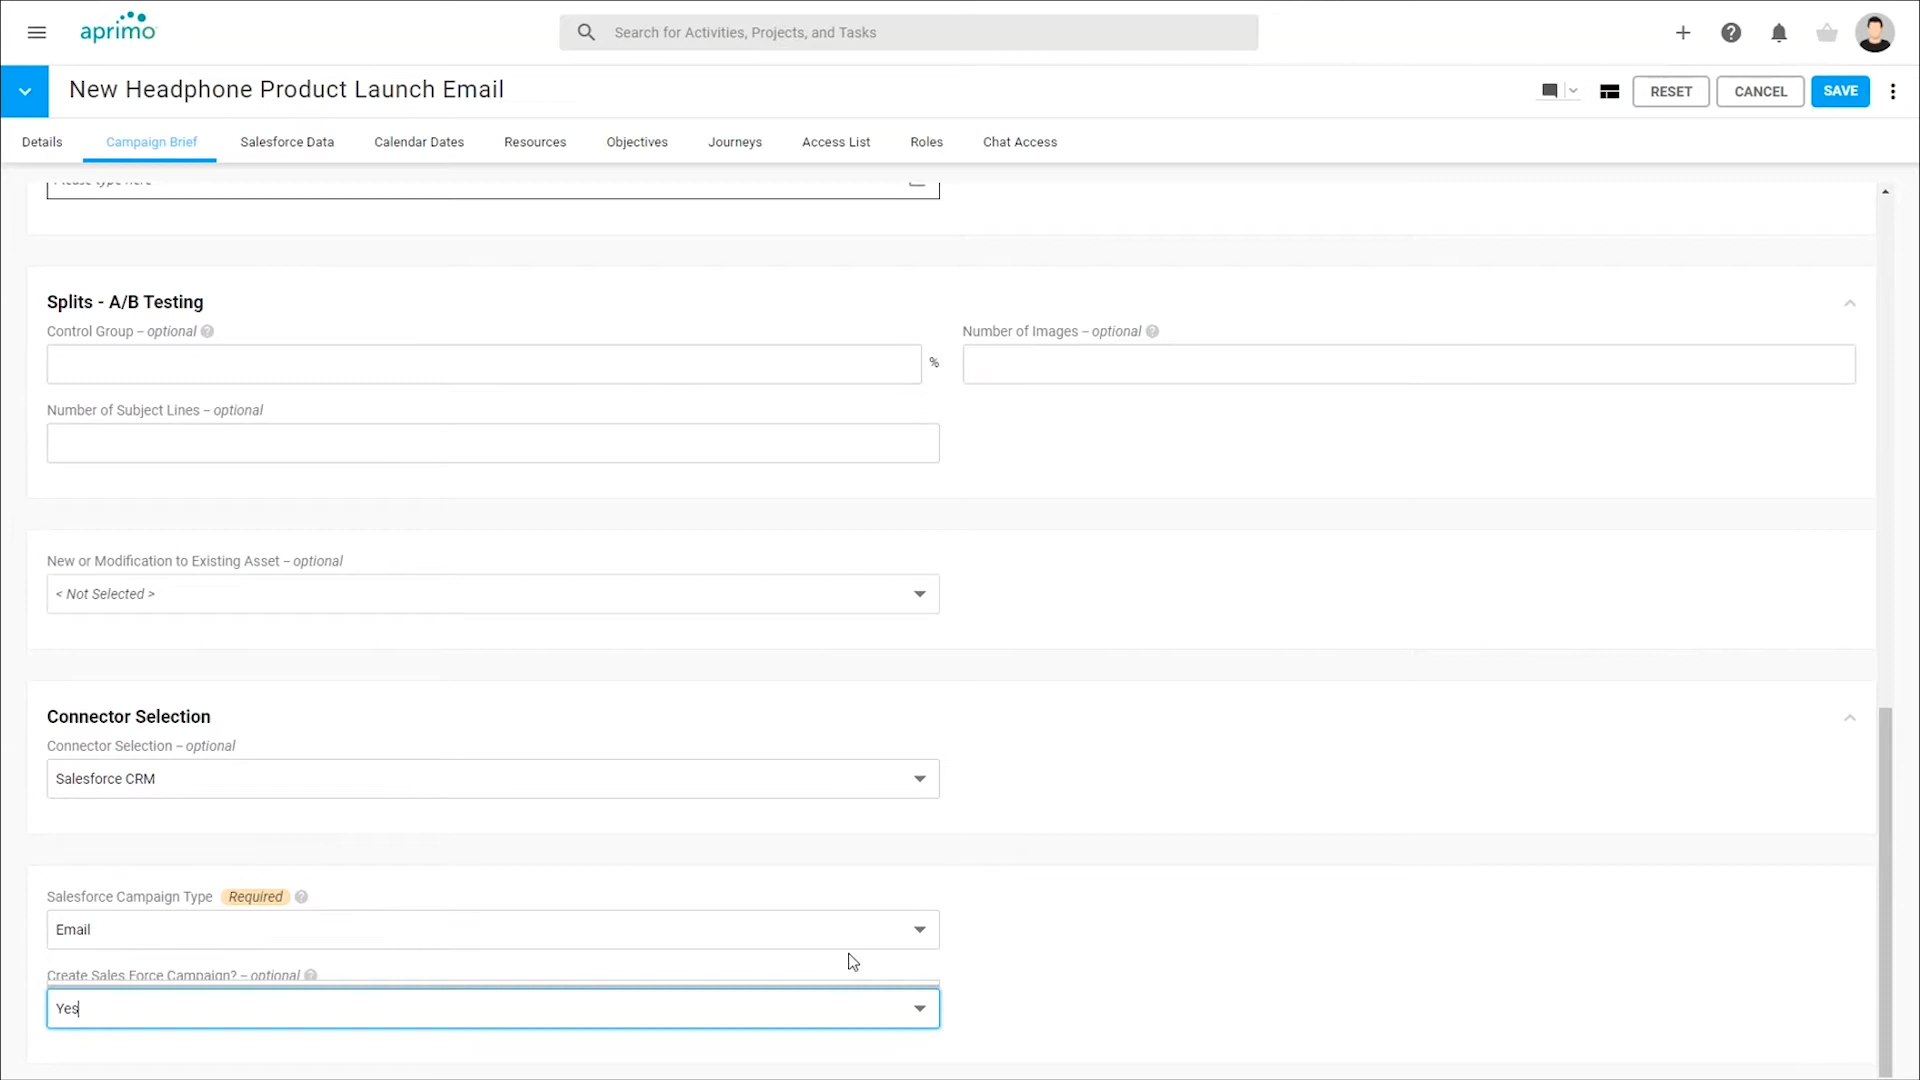 aprimo
Search for Activities, Projects, and Tasks
New Headphone Product Launch Email
RESET
CANCEL
SAVE
Details
Campaign Brief
Salesforce Data
Calendar Dates
Resources
Objectives
Journeys
Access List
Roles
Chat Access
Please type here
Splits - A/B Testing
Control Group – optional
Number of Images – optional
%
Number of Subject Lines – optional
New or Modification to Existing Asset – optional
< Not Selected >
Connector Selection
Connector Selection – optional
Salesforce CRM
Salesforce Campaign Type Required
Email
Create Sales Force Campaign? – optional
Yes